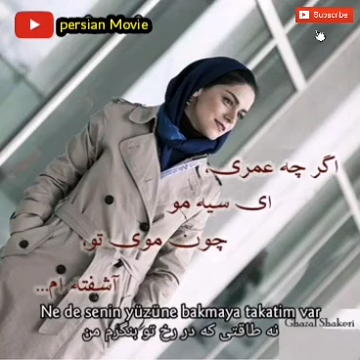 persian Movie
Subscribe
اگر چه عمری،
ای سیه مو
چون موی تو،
آشفته ام...
Ne de senin yüzüne bakmaya takatim var
نه طاقتی که در رخ تو بنگرم من
Ghazal Shakeri